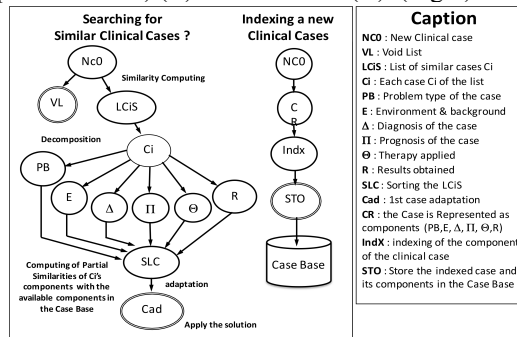 Searching for
Similar Clinical Cases ?
Indexing a new
Clinical Cases
Nc0
Similarity Computing
VL
LCiS
Decomposition
Ci
PB
E
Δ
Π
Θ
R
SLC
Computing of Partial
Similarities of Ci's
components with the
available components in
the Case Base
adaptation
Cad
Apply the solution
NC0
C
R
Indx
STO
Case Base
Caption
NC0 : New Clinical case
VL : Void List
LCiS : List of similar cases Ci
Ci : Each case Ci of the list
PB : Problem type of the case
E : Environment & background
Δ : Diagnosis of the case
Π : Prognosis of the case
Θ : Therapy applied
R : Results obtained
SLC : Sorting the LCiS
Cad : 1st case adaptation
CR : the Case is Represented as
components (PB,E, Δ, Π, Θ,R)
IndX : indexing of the component
of the clinical case
STO : Store the indexed case and
its components in the Case Base